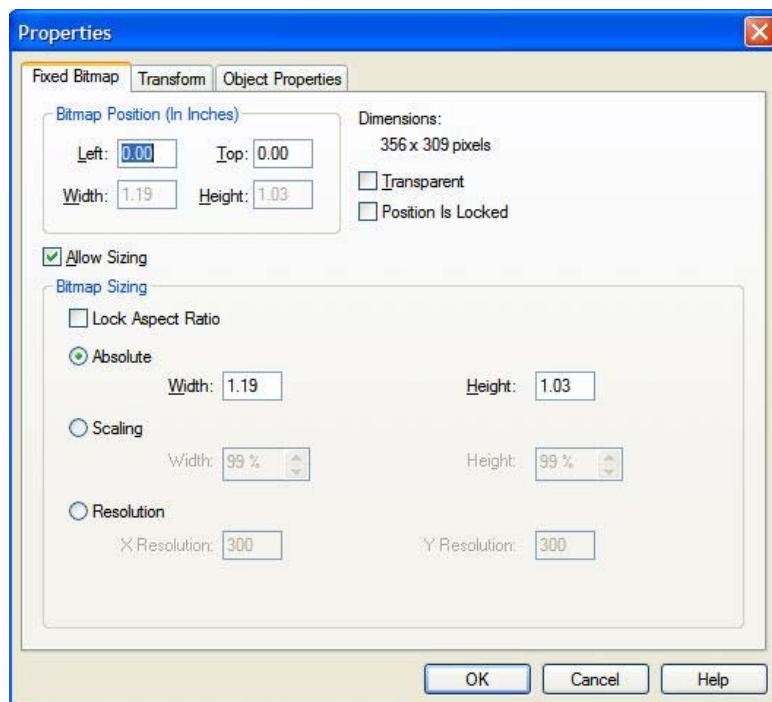 Properties
Fixed Bitmap Transform Object Properties
Bitmap Position (In Inches)
Left: 0.00 Top: 0.00
Width: 1.19 Height: 1.03
Dimensions:
356 x 309 pixels
Transparent
Position Is Locked
Allow Sizing
Bitmap Sizing
Lock Aspect Ratio
Absolute
Width: 1.19 Height: 1.03
Scaling
Width: 99 % Height: 99 %
Resolution
X Resolution: 300 Y Resolution: 300
OK Cancel Help